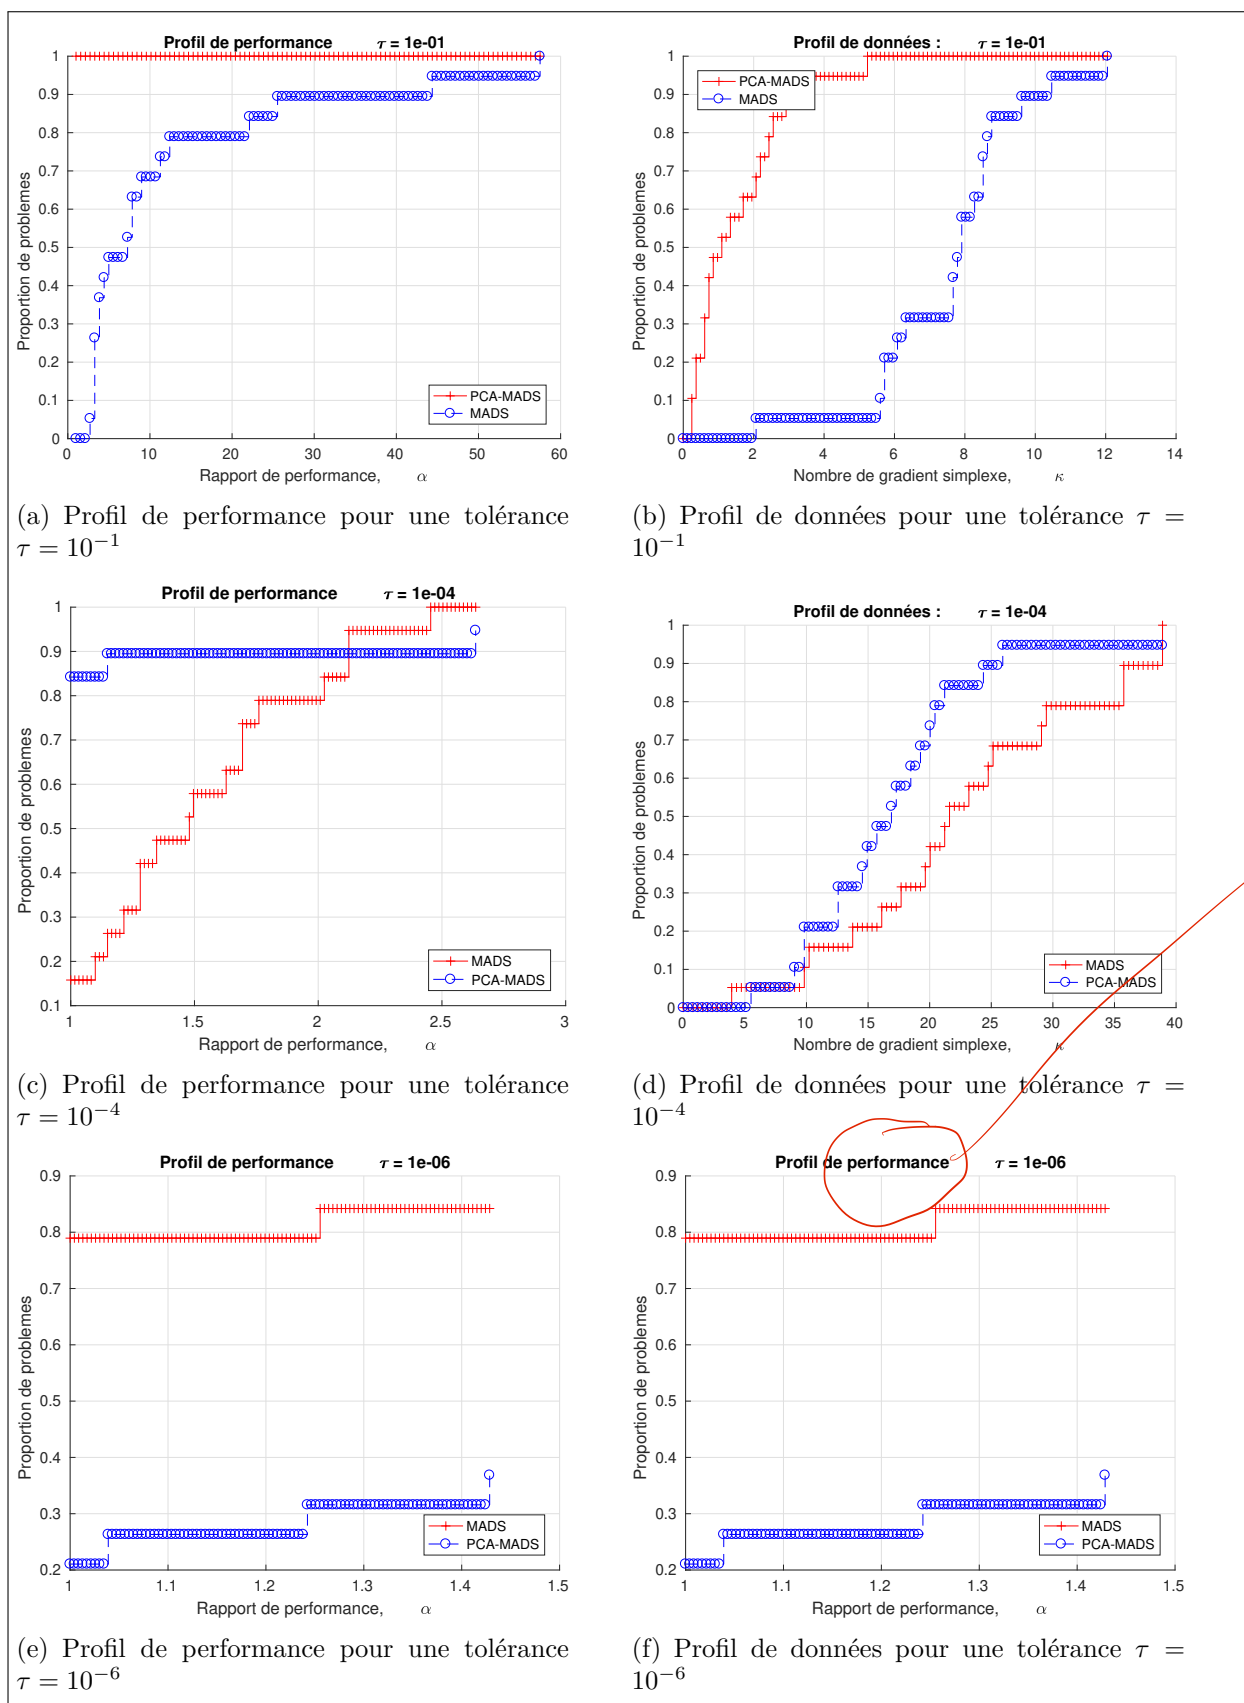 Profil de performance τ = 1e-01
Proportion de problemes
1
0.9
0.8
0.7
0.6
0.5
0.4
0.3
0.2
0.1
0
PCA-MADS
MADS
0 10 20 30 40 50 60
Rapport de performance, α
(a) Profil de performance pour une tolérance
τ = 10⁻¹
Profil de données : τ = 1e-01
Proportion de problemes
1
0.9
0.8
0.7
0.6
0.5
0.4
0.3
0.2
0.1
0
PCA-MADS
MADS
0 2 4 6 8 10 12 14
Nombre de gradient simplexe, κ
(b) Profil de données pour une tolérance τ =
10⁻¹
Profil de performance τ = 1e-04
Proportion de problemes
1
0.9
0.8
0.7
0.6
0.5
0.4
0.3
0.2
0.1
MADS
PCA-MADS
1 1.5 2 2.5 3
Rapport de performance, α
(c) Profil de performance pour une tolérance
τ = 10⁻⁴
Profil de données : τ = 1e-04
Proportion de problemes
1
0.9
0.8
0.7
0.6
0.5
0.4
0.3
0.2
0.1
0
MADS
PCA-MADS
0 5 10 15 20 25 30 35 40
Nombre de gradient simplexe, κ
(d) Profil de données pour une tolérance τ =
10⁻⁴
Profil de performance τ = 1e-06
Proportion de problemes
0.9
0.8
0.7
0.6
0.5
0.4
0.3
0.2
MADS
PCA-MADS
1 1.1 1.2 1.3 1.4 1.5
Rapport de performance, α
(e) Profil de performance pour une tolérance
τ = 10⁻⁶
Profil de performance τ = 1e-06
Proportion de problemes
0.9
0.8
0.7
0.6
0.5
0.4
0.3
0.2
MADS
PCA-MADS
1 1.1 1.2 1.3 1.4 1.5
Rapport de performance, α
(f) Profil de données pour une tolérance τ =
10⁻⁶